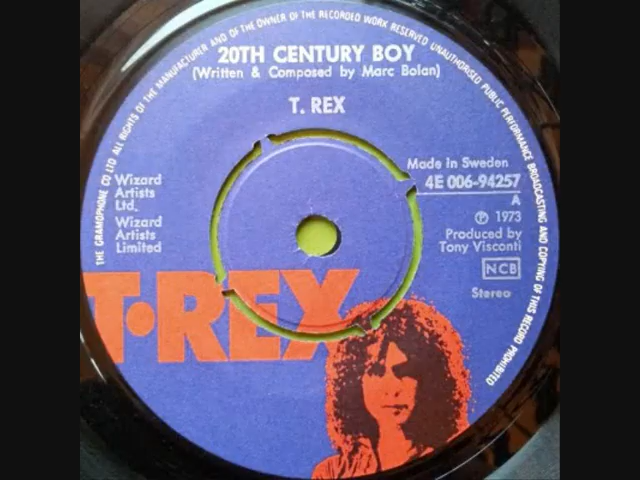 THE GRAMOPHONE CO LTD ALL RIGHTS OF THE MANUFACTURER AND OF THE OWNER OF THE RECORDED WORK RESERVED UNAUTHORISED PUBLIC PERFORMANCE BROADCASTING AND COPYING OF THIS RECORD PROHIBITED
20TH CENTURY BOY
(Written & Composed by Marc Bolan)
T. REX
Made in Sweden
4E 006-94257
A
Wizard
Artists
Ltd.
Wizard
Artists
Limited
℗ 1973
Produced by
Tony Visconti
NCB
Stereo
T•REX